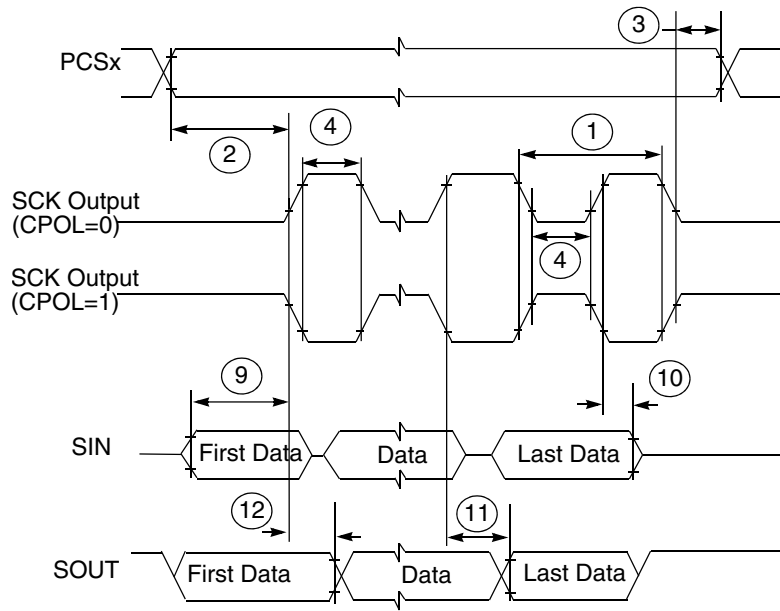 3
PCSx
2
4
1
SCK Output
(CPOL=0)
4
SCK Output
(CPOL=1)
9
10
SIN
First Data
Data
Last Data
12
11
SOUT
First Data
Data
Last Data